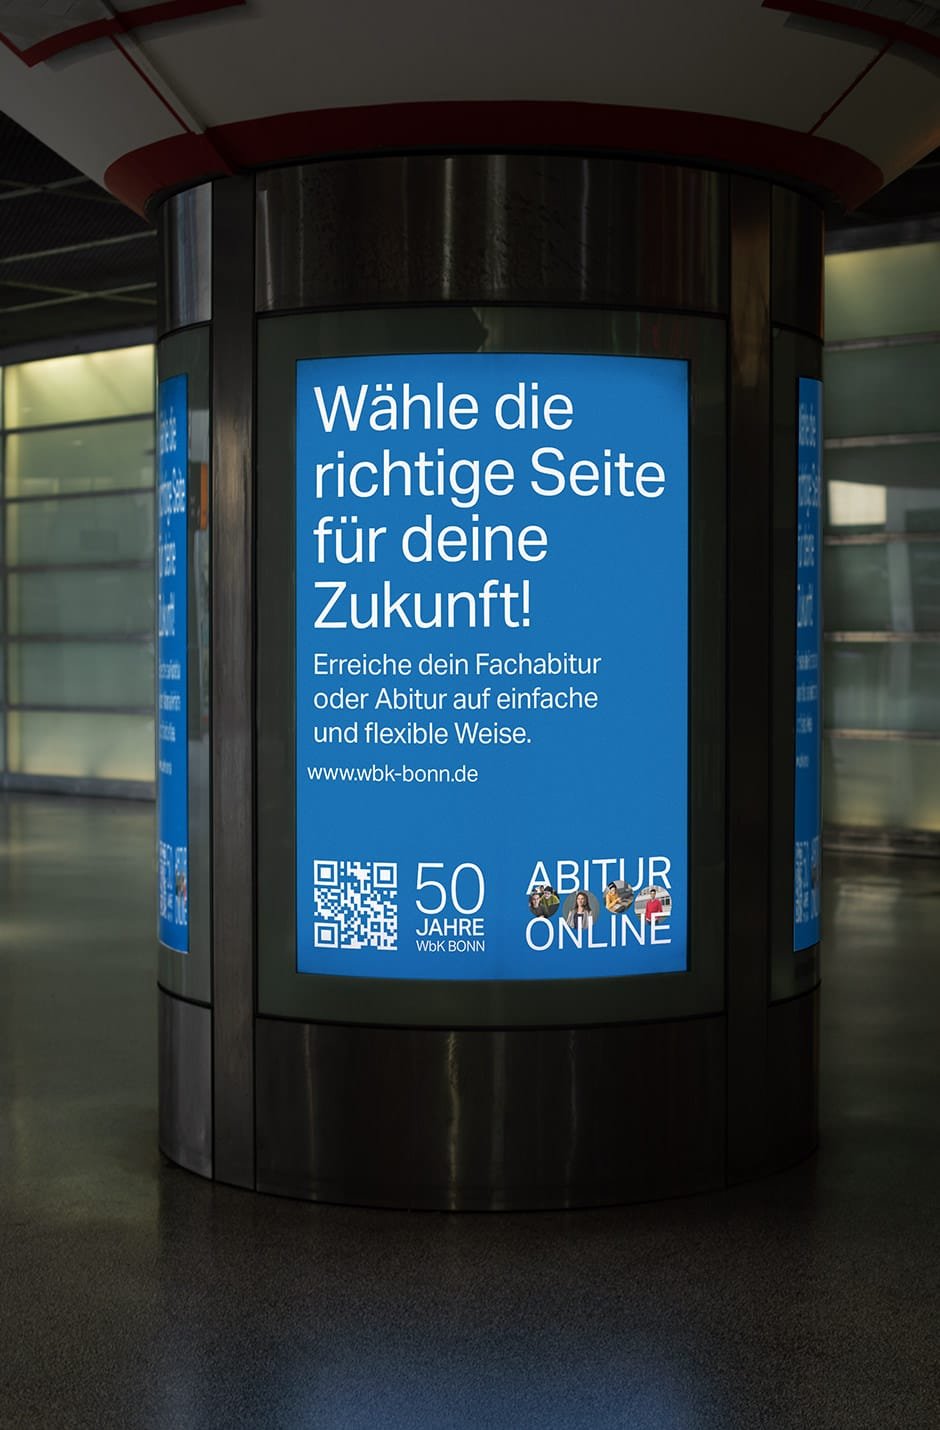 Wähle die
richtige Seite
für deine
Zukunft!
Erreiche dein Fachabitur
oder Abitur auf einfache
und flexible Weise.
www.wbk-bonn.de
50
JAHRE
WbK BONN
ABITUR
ONLINE